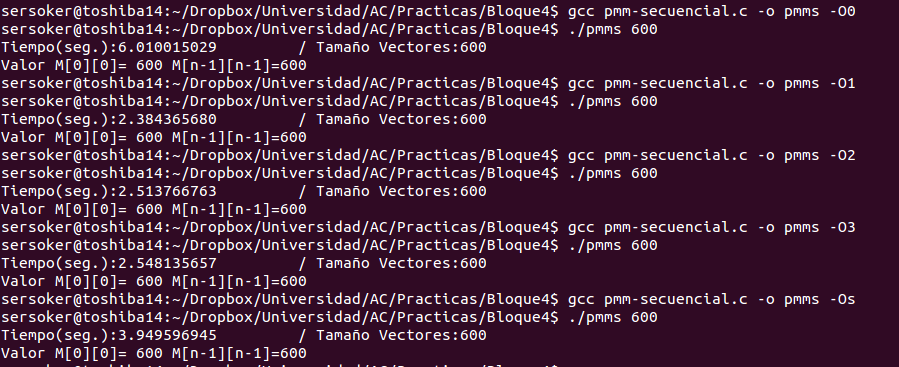 sersoker@toshiba14:~/Dropbox/Universidad/AC/Practicas/Bloque4$ gcc pmm-secuencial.c -o pmms -O0
sersoker@toshiba14:~/Dropbox/Universidad/AC/Practicas/Bloque4$ ./pmms 600
Tiempo(seg.):6.010015029 / Tamaño Vectores:600
Valor M[0][0]= 600 M[n-1][n-1]=600
sersoker@toshiba14:~/Dropbox/Universidad/AC/Practicas/Bloque4$ gcc pmm-secuencial.c -o pmms -O1
sersoker@toshiba14:~/Dropbox/Universidad/AC/Practicas/Bloque4$ ./pmms 600
Tiempo(seg.):2.384365680 / Tamaño Vectores:600
Valor M[0][0]= 600 M[n-1][n-1]=600
sersoker@toshiba14:~/Dropbox/Universidad/AC/Practicas/Bloque4$ gcc pmm-secuencial.c -o pmms -O2
sersoker@toshiba14:~/Dropbox/Universidad/AC/Practicas/Bloque4$ ./pmms 600
Tiempo(seg.):2.513766763 / Tamaño Vectores:600
Valor M[0][0]= 600 M[n-1][n-1]=600
sersoker@toshiba14:~/Dropbox/Universidad/AC/Practicas/Bloque4$ gcc pmm-secuencial.c -o pmms -O3
sersoker@toshiba14:~/Dropbox/Universidad/AC/Practicas/Bloque4$ ./pmms 600
Tiempo(seg.):2.548135657 / Tamaño Vectores:600
Valor M[0][0]= 600 M[n-1][n-1]=600
sersoker@toshiba14:~/Dropbox/Universidad/AC/Practicas/Bloque4$ gcc pmm-secuencial.c -o pmms -Os
sersoker@toshiba14:~/Dropbox/Universidad/AC/Practicas/Bloque4$ ./pmms 600
Tiempo(seg.):3.949596945 / Tamaño Vectores:600
Valor M[0][0]= 600 M[n-1][n-1]=600